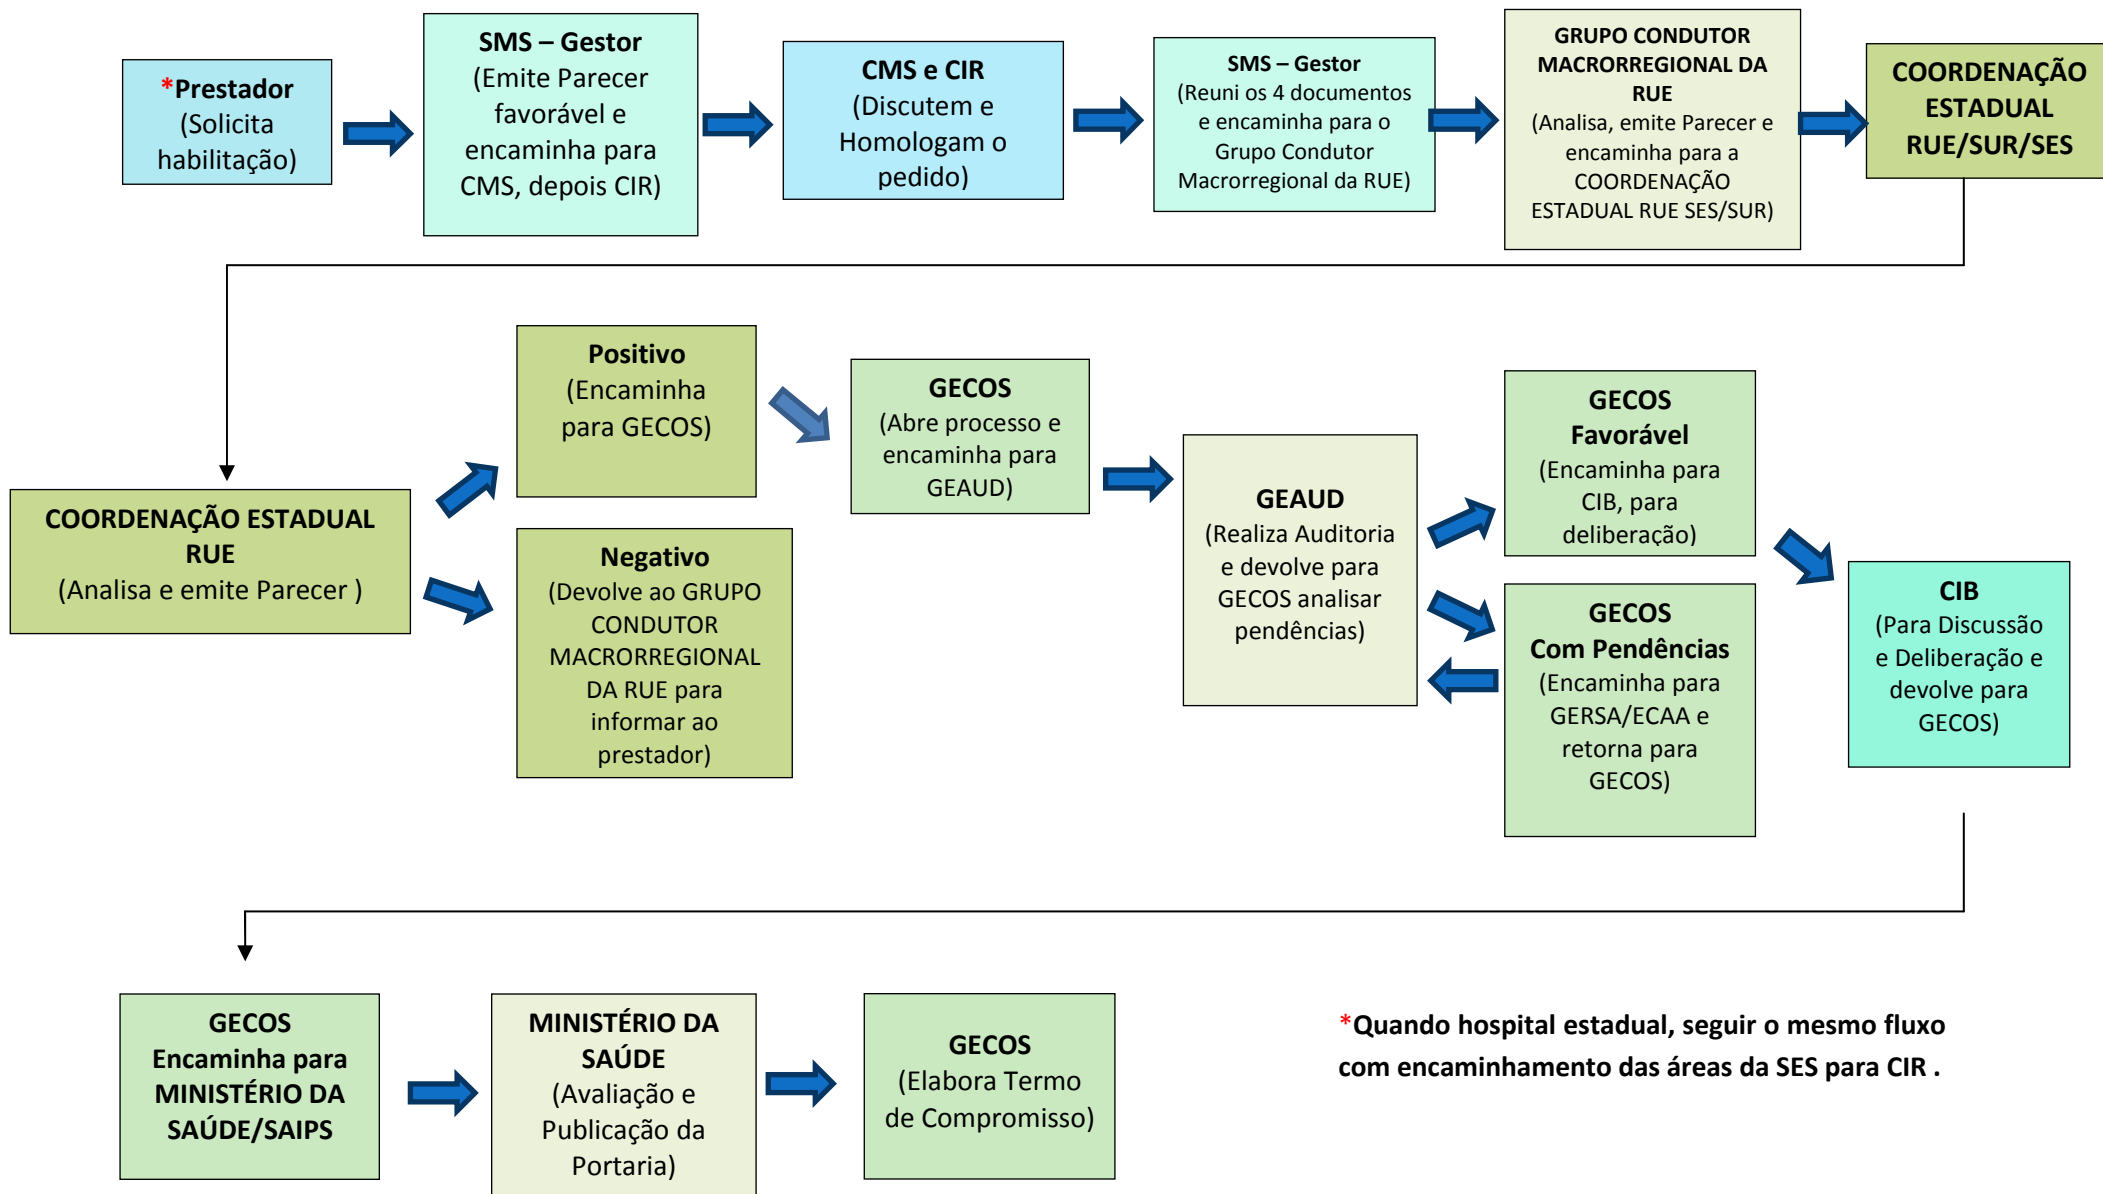 *Prestador
(Solicita
habilitação)
SMS – Gestor
(Emite Parecer
favorável e
encaminha para
CMS, depois CIR)
CMS e CIR
(Discutem e
Homologam o
pedido)
SMS – Gestor
(Reuni os 4 documentos
e encaminha para o
Grupo Condutor
Macrorregional da RUE)
GRUPO CONDUTOR
MACRORREGIONAL DA
RUE
(Analisa, emite Parecer e
encaminha para a
COORDENAÇÃO
ESTADUAL RUE SES/SUR)
COORDENAÇÃO
ESTADUAL
RUE/SUR/SES
COORDENAÇÃO ESTADUAL
RUE
(Analisa e emite Parecer )
Positivo
(Encaminha
para GECOS)
Negativo
(Devolve ao GRUPO
CONDUTOR
MACRORREGIONAL
DA RUE para
informar ao
prestador)
GECOS
(Abre processo e
encaminha para
GEAUD)
GEAUD
(Realiza Auditoria
e devolve para
GECOS analisar
pendências)
GECOS
Favorável
(Encaminha para
CIB, para
deliberação)
GECOS
Com Pendências
(Encaminha para
GERSA/ECAA e
retorna para
GECOS)
CIB
(Para Discussão
e Deliberação e
devolve para
GECOS)
GECOS
Encaminha para
MINISTÉRIO DA
SAÚDE/SAIPS
MINISTÉRIO DA
SAÚDE
(Avaliação e
Publicação da
Portaria)
GECOS
(Elabora Termo
de Compromisso)
*Quando hospital estadual, seguir o mesmo fluxo
com encaminhamento das áreas da SES para CIR .